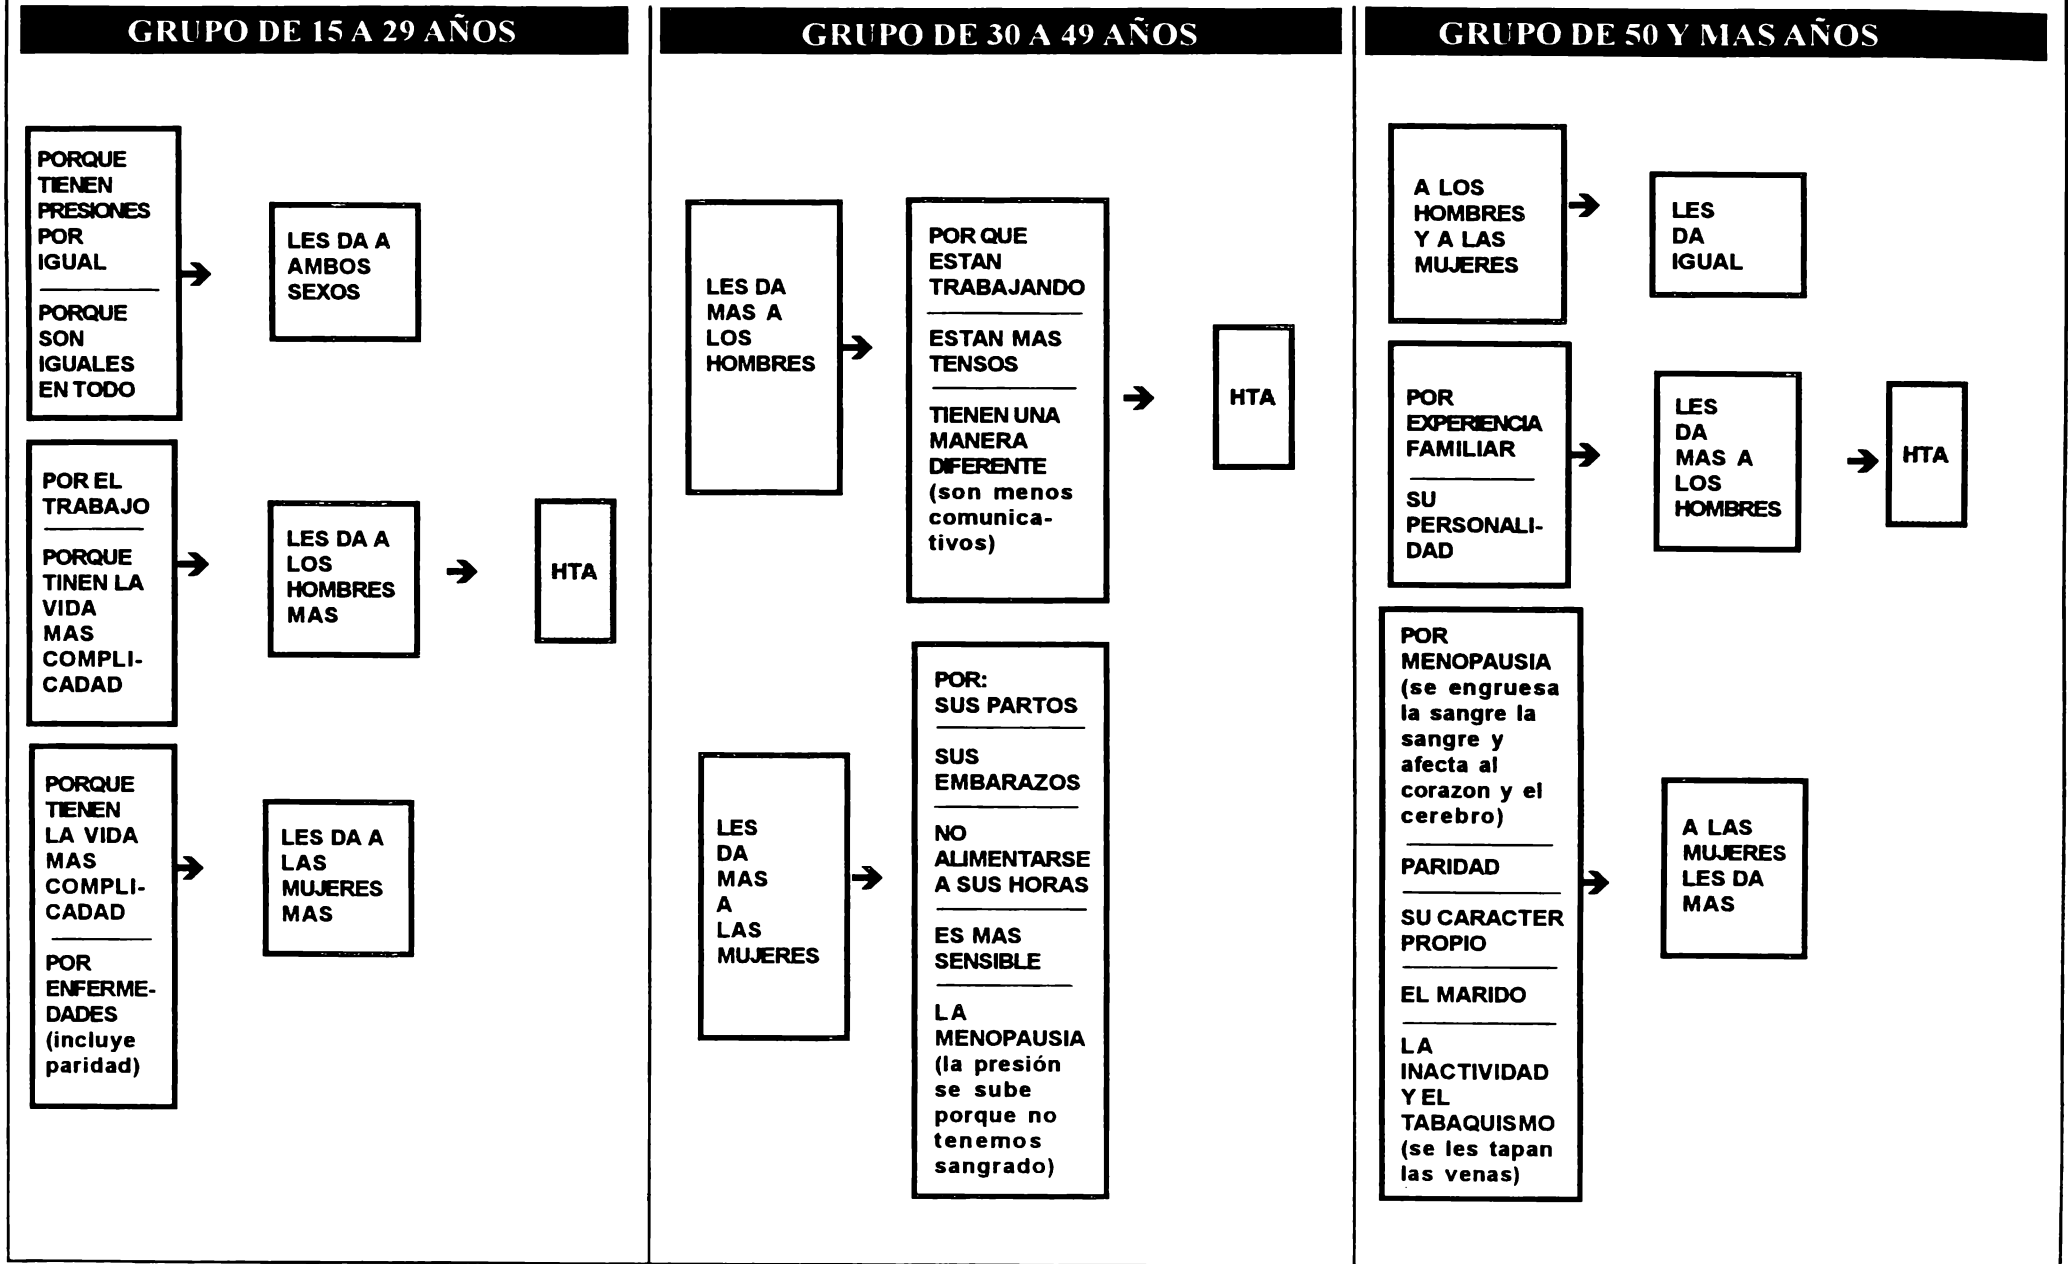 GRUPO DE 15 A 29 AÑOS
PORQUE
TIENEN
PRESIONES
POR
IGUAL
PORQUE
SON
IGUALES
EN TODO
LES DA A
AMBOS
SEXOS
POR EL
TRABAJO
PORQUE
TINEN LA
VIDA
MAS
COMPLI-
CADAD
LES DA A
LOS
HOMBRES
MAS
HTA
PORQUE
TIENEN
LA VIDA
MAS
COMPLI-
CADAD
POR
ENFERME-
DADES
(incluye
paridad)
LES DA A
LAS
MUJERES
MAS
GRUPO DE 30 A 49 AÑOS
LES DA
MAS A
LOS
HOMBRES
POR QUE
ESTAN
TRABAJANDO
ESTAN MAS
TENSOS
TIENEN UNA
MANERA
DIFERENTE
(son menos
comunica-
tivos)
HTA
LES
DA
MAS
A
LAS
MUJERES
POR:
SUS PARTOS
SUS
EMBARAZOS
NO
ALIMENTARSE
A SUS HORAS
ES MAS
SENSIBLE
LA
MENOPAUSIA
(la presión
se sube
porque no
tenemos
sangrado)
GRUPO DE 50 Y MAS AÑOS
A LOS
HOMBRES
Y A LAS
MUJERES
LES
DA
IGUAL
POR
EXPERIENCIA
FAMILIAR
SU
PERSONALI-
DAD
LES
DA
MAS A
LOS
HOMBRES
HTA
POR
MENOPAUSIA
(se engruesa
la sangre la
sangre y
afecta al
corazon y el
cerebro)
PARIDAD
SU CARACTER
PROPIO
EL MARIDO
LA
INACTIVIDAD
Y EL
TABAQUISMO
(se les tapan
las venas)
A LAS
MUJERES
LES DA
MAS